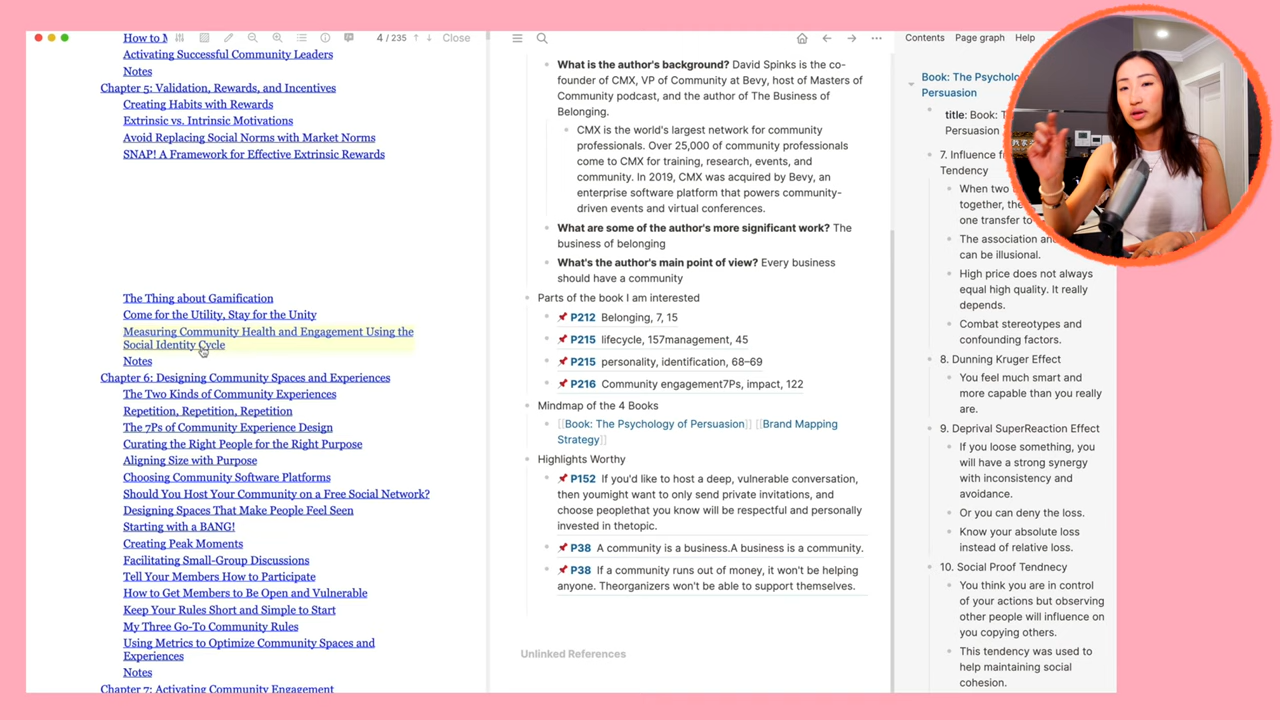 How to M
4 / 235 ↑ ↓ Close
Activating Successful Community Leaders
Notes
Chapter 5: Validation, Rewards, and Incentives
Creating Habits with Rewards
Extrinsic vs. Intrinsic Motivations
Avoid Replacing Social Norms with Market Norms
SNAP! A Framework for Effective Extrinsic Rewards
The Thing about Gamification
Come for the Utility, Stay for the Unity
Measuring Community Health and Engagement Using the
Social Identity Cycle
Notes
Chapter 6: Designing Community Spaces and Experiences
The Two Kinds of Community Experiences
Repetition, Repetition, Repetition
The 7Ps of Community Experience Design
Curating the Right People for the Right Purpose
Aligning Size with Purpose
Choosing Community Software Platforms
Should You Host Your Community on a Free Social Network?
Designing Spaces That Make People Feel Seen
Starting with a BANG!
Creating Peak Moments
Facilitating Small-Group Discussions
Tell Your Members How to Participate
How to Get Members to Be Open and Vulnerable
Keep Your Rules Short and Simple to Start
My Three Go-To Community Rules
Using Metrics to Optimize Community Spaces and
Experiences
Notes
Chapter 7: Activating Community Engagement
What is the author's background? David Spinks is the co-
founder of CMX, VP of Community at Bevy, host of Masters of
Community podcast, and the author of The Business of
Belonging.
CMX is the world's largest network for community
professionals. Over 25,000 of community professionals
come to CMX for training, research, events, and
community. In 2019, CMX was acquired by Bevy, an
enterprise software platform that powers community-
driven events and virtual conferences.
What are some of the author's more significant work? The
business of belonging
What's the author's main point of view? Every business
should have a community
Parts of the book I am interested
P212 Belonging, 7, 15
P215 lifecycle, 157management, 45
P215 personality, identification, 68–69
P216 Community engagement7Ps, impact, 122
Mindmap of the 4 Books
[[Book: The Psychology of Persuasion]] [[Brand Mapping
Strategy]]
Highlights Worthy
P152 If you'd like to host a deep, vulnerable conversation,
then youmight want to only send private invitations, and
choose peoplethat you know will be respectful and personally
invested in thetopic.
P38 A community is a business.A business is a community.
P38 If a community runs out of money, it won't be helping
anyone. Theorganizers won't be able to support themselves.
Unlinked References
Contents Page graph Help
Book: The Psycholo
Persuasion
title: Book: T
Persuasion
7. Influence f
Tendency
When two
together, the
one transfer to
The association an
can be illusional.
High price does not always
equal high quality. It really
depends.
Combat stereotypes and
confounding factors.
8. Dunning Kruger Effect
You feel much smart and
more capable than you really
are.
9. Deprival SuperReaction Effect
If you loose something, you
will have a strong synergy
with inconsistency and
avoidance.
Or you can deny the loss.
Know your absolute loss
instead of relative loss.
10. Social Proof Tendnecy
You think you are in control
of your actions but observing
other people will influence on
you copying others.
This tendency was used to
help maintaining social
cohesion.